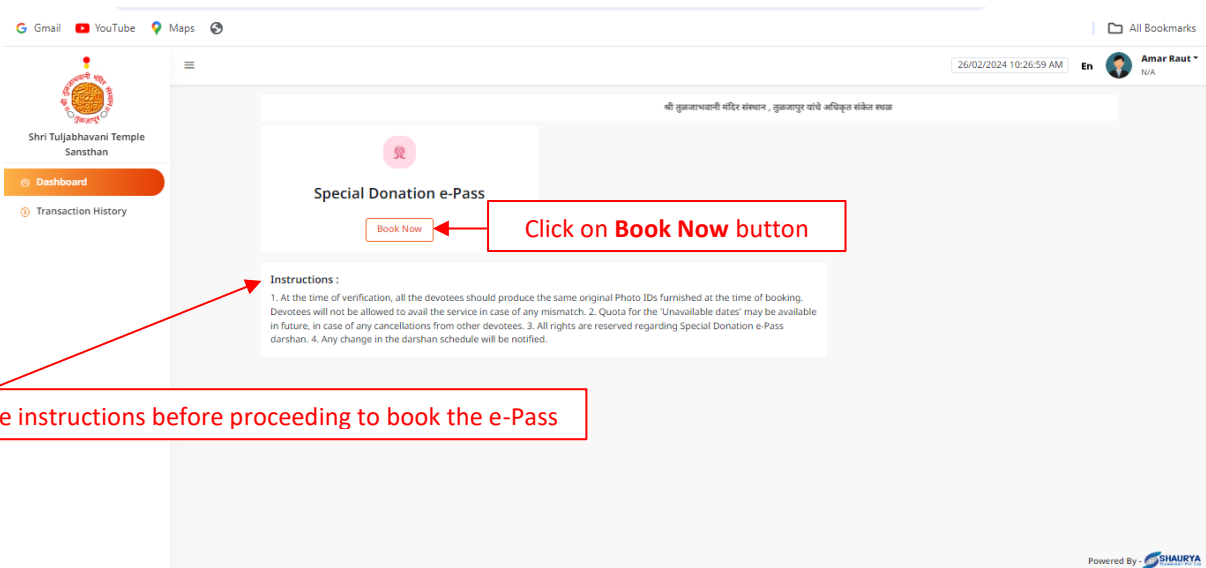 Gmail YouTube Maps All Bookmarks
26/02/2024 10:26:59 AM En Amar Raut
N/A
श्री तुळजाभवानी मंदिर संस्थान
तुळजापूर
Shri Tuljabhavani Temple
Sansthan
श्री तुळजाभवानी मंदिर संस्थान , तुळजापुर यांचे अधिकृत संकेत स्थळ
Dashboard
Transaction History
Special Donation e-Pass
Book Now
Click on Book Now button
Instructions :
1. At the time of verification, all the devotees should produce the same original Photo IDs furnished at the time of booking.
Devotees will not be allowed to avail the service in case of any mismatch. 2. Quota for the 'Unavailable dates' may be available
in future, in case of any cancellations from other devotees. 3. All rights are reserved regarding Special Donation e-Pass
darshan. 4. Any change in the darshan schedule will be notified.
e instructions before proceeding to book the e-Pass
Powered By - SHAURYA